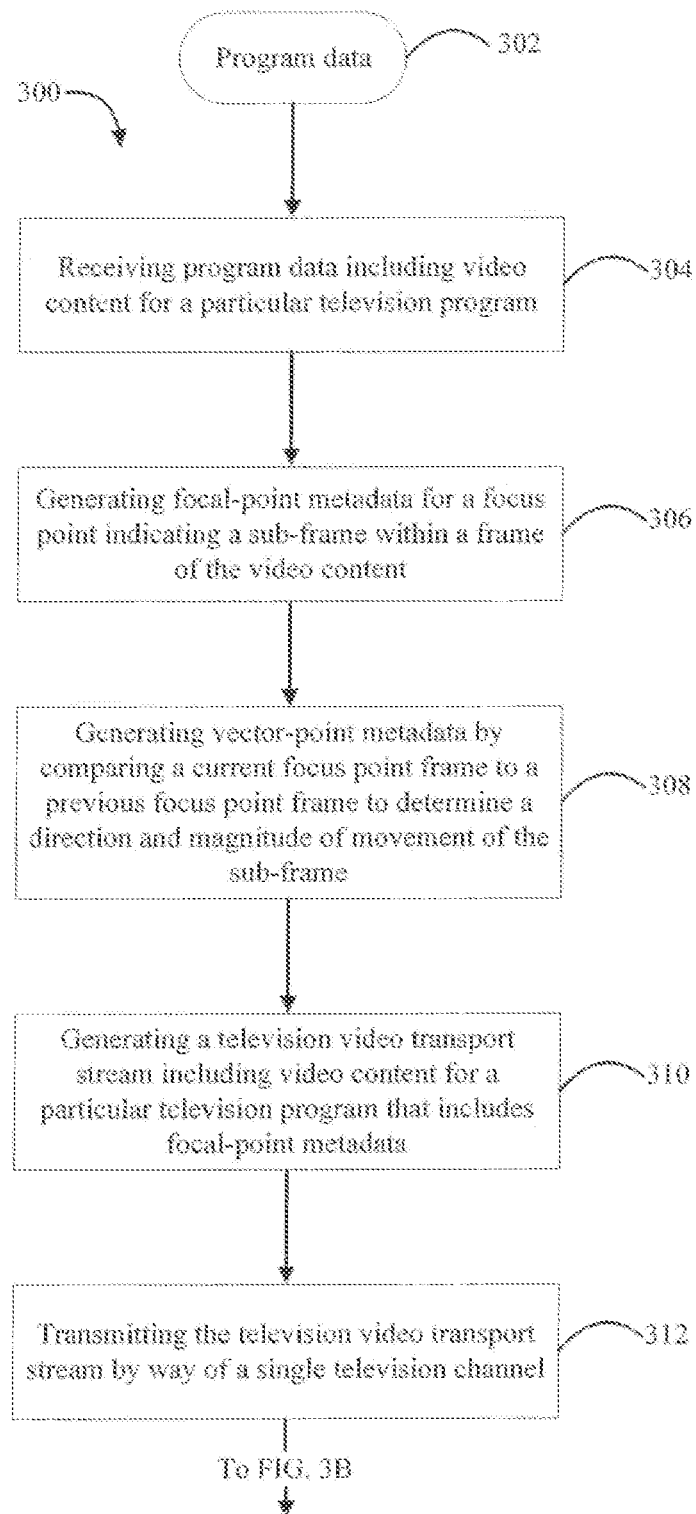 Program data
302
300
Receiving program data including video
content for a particular television program
304
Generating focal-point metadata for a focus
point indicating a sub-frame within a frame
of the video content
306
Generating vector-point metadata by
comparing a current focus point frame to a
previous focus point frame to determine a
direction and magnitude of movement of the
sub-frame
308
Generating a television video transport
stream including video content for a
particular television program that includes
focal-point metadata
310
Transmitting the television video transport
stream by way of a single television channel
312
To FIG. 3B